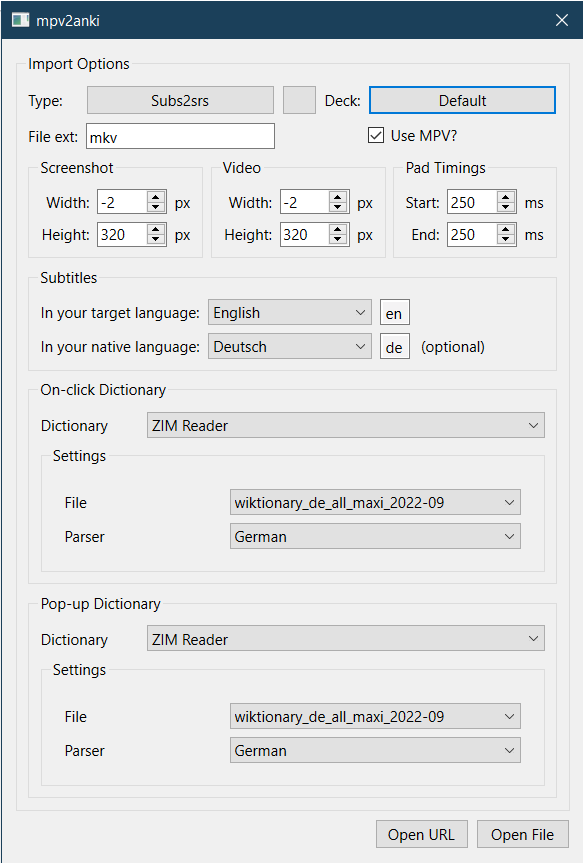 mpv2anki
Import Options
Type: Subs2srs Deck: Default
File ext: mkv Use MPV?
Screenshot Video Pad Timings
Width: -2 px Width: -2 px Start: 250 ms
Height: 320 px Height: 320 px End: 250 ms
Subtitles
In your target language: English en
In your native language: Deutsch de (optional)
On-click Dictionary
Dictionary ZIM Reader
Settings
File wiktionary_de_all_maxi_2022-09
Parser German
Pop-up Dictionary
Dictionary ZIM Reader
Settings
File wiktionary_de_all_maxi_2022-09
Parser German
Open URL Open File